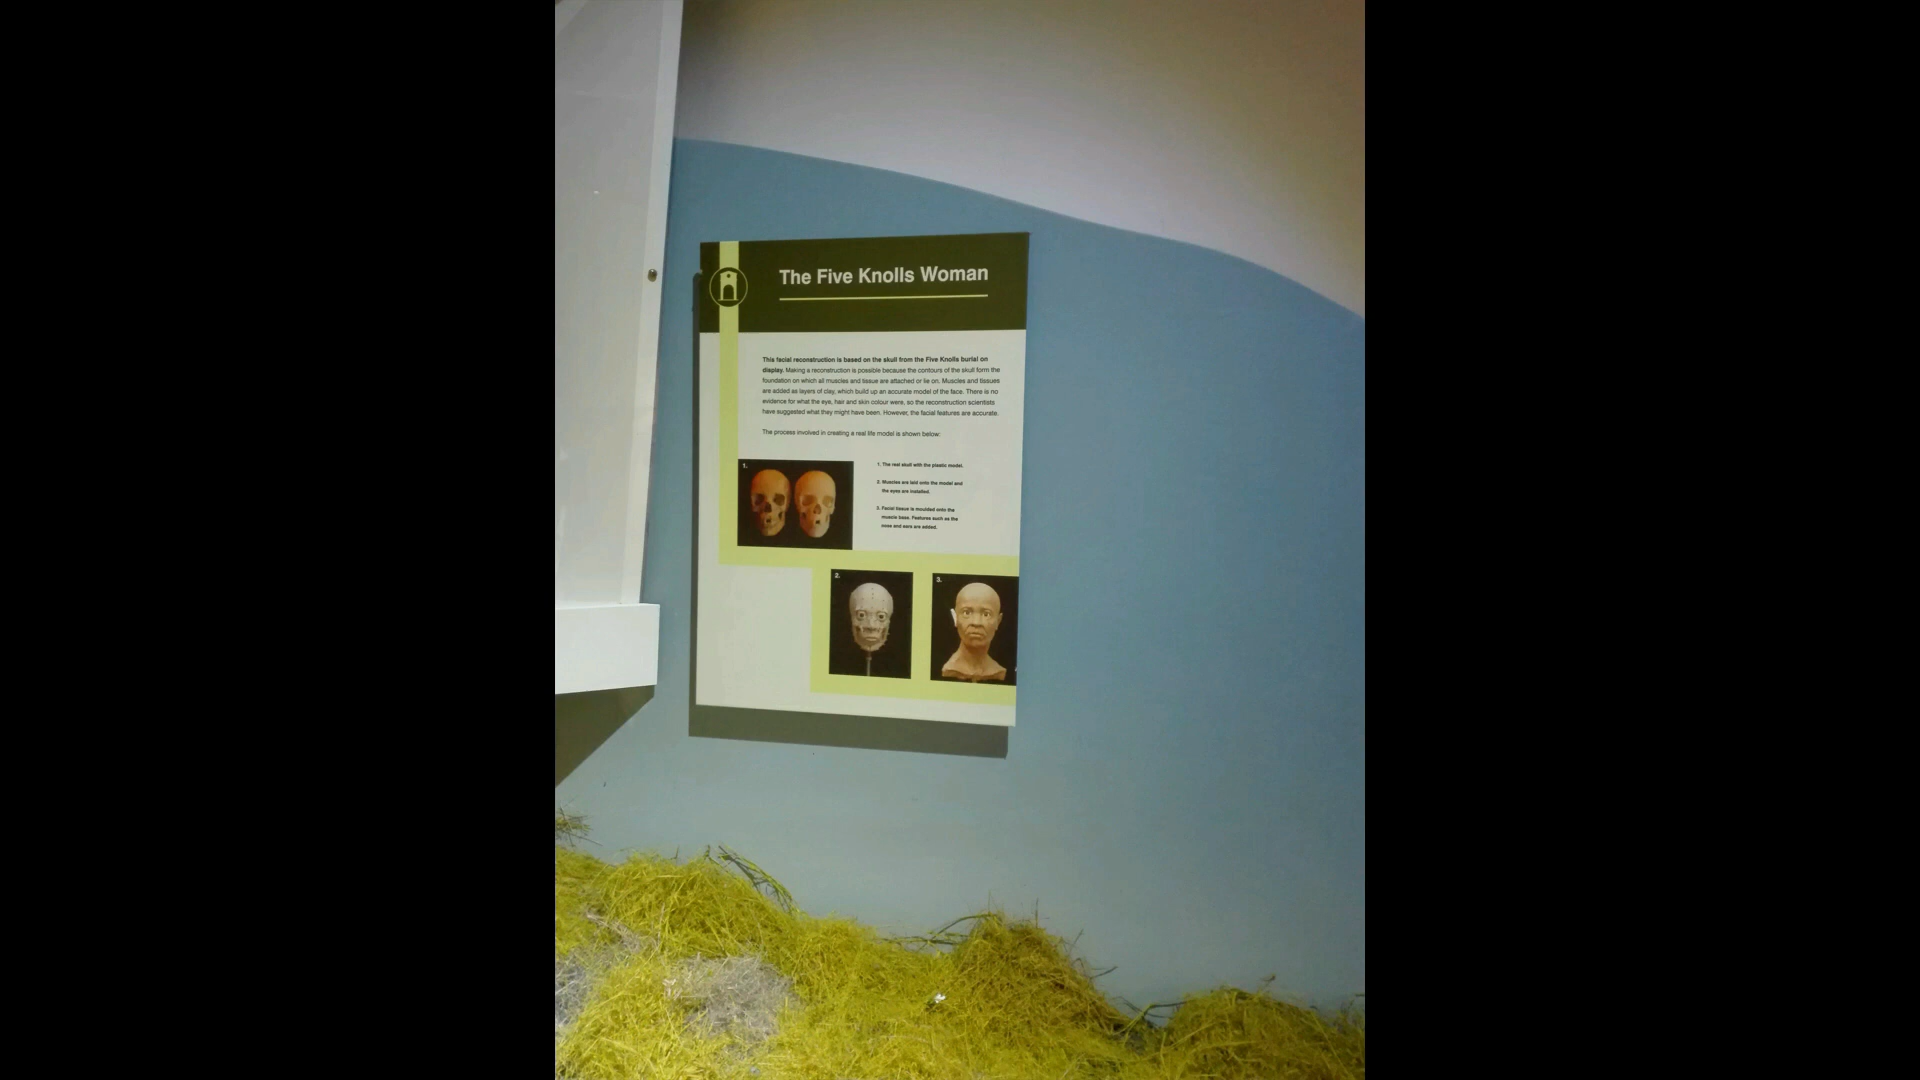 The Five Knolls Woman
This facial reconstruction is based on the skull from the Five Knolls burial on
display. Making a reconstruction is possible because the contours of the skull form the
foundation on which all muscles and tissue are attached or lie on. Muscles and tissues
are added as layers of clay, which build up an accurate model of the face. There is no
evidence for what the eye, hair and skin colour were, so the reconstruction scientists
have suggested what they might have been. However, the facial features are accurate.
The process involved in creating a real life model is shown below:
1.
1. The real skull with the plastic model.
2. Muscles are laid onto the model and
the eyes are installed.
3. Facial tissue is moulded onto the
muscle base. Features such as the
nose and ears are added.
2.
3.